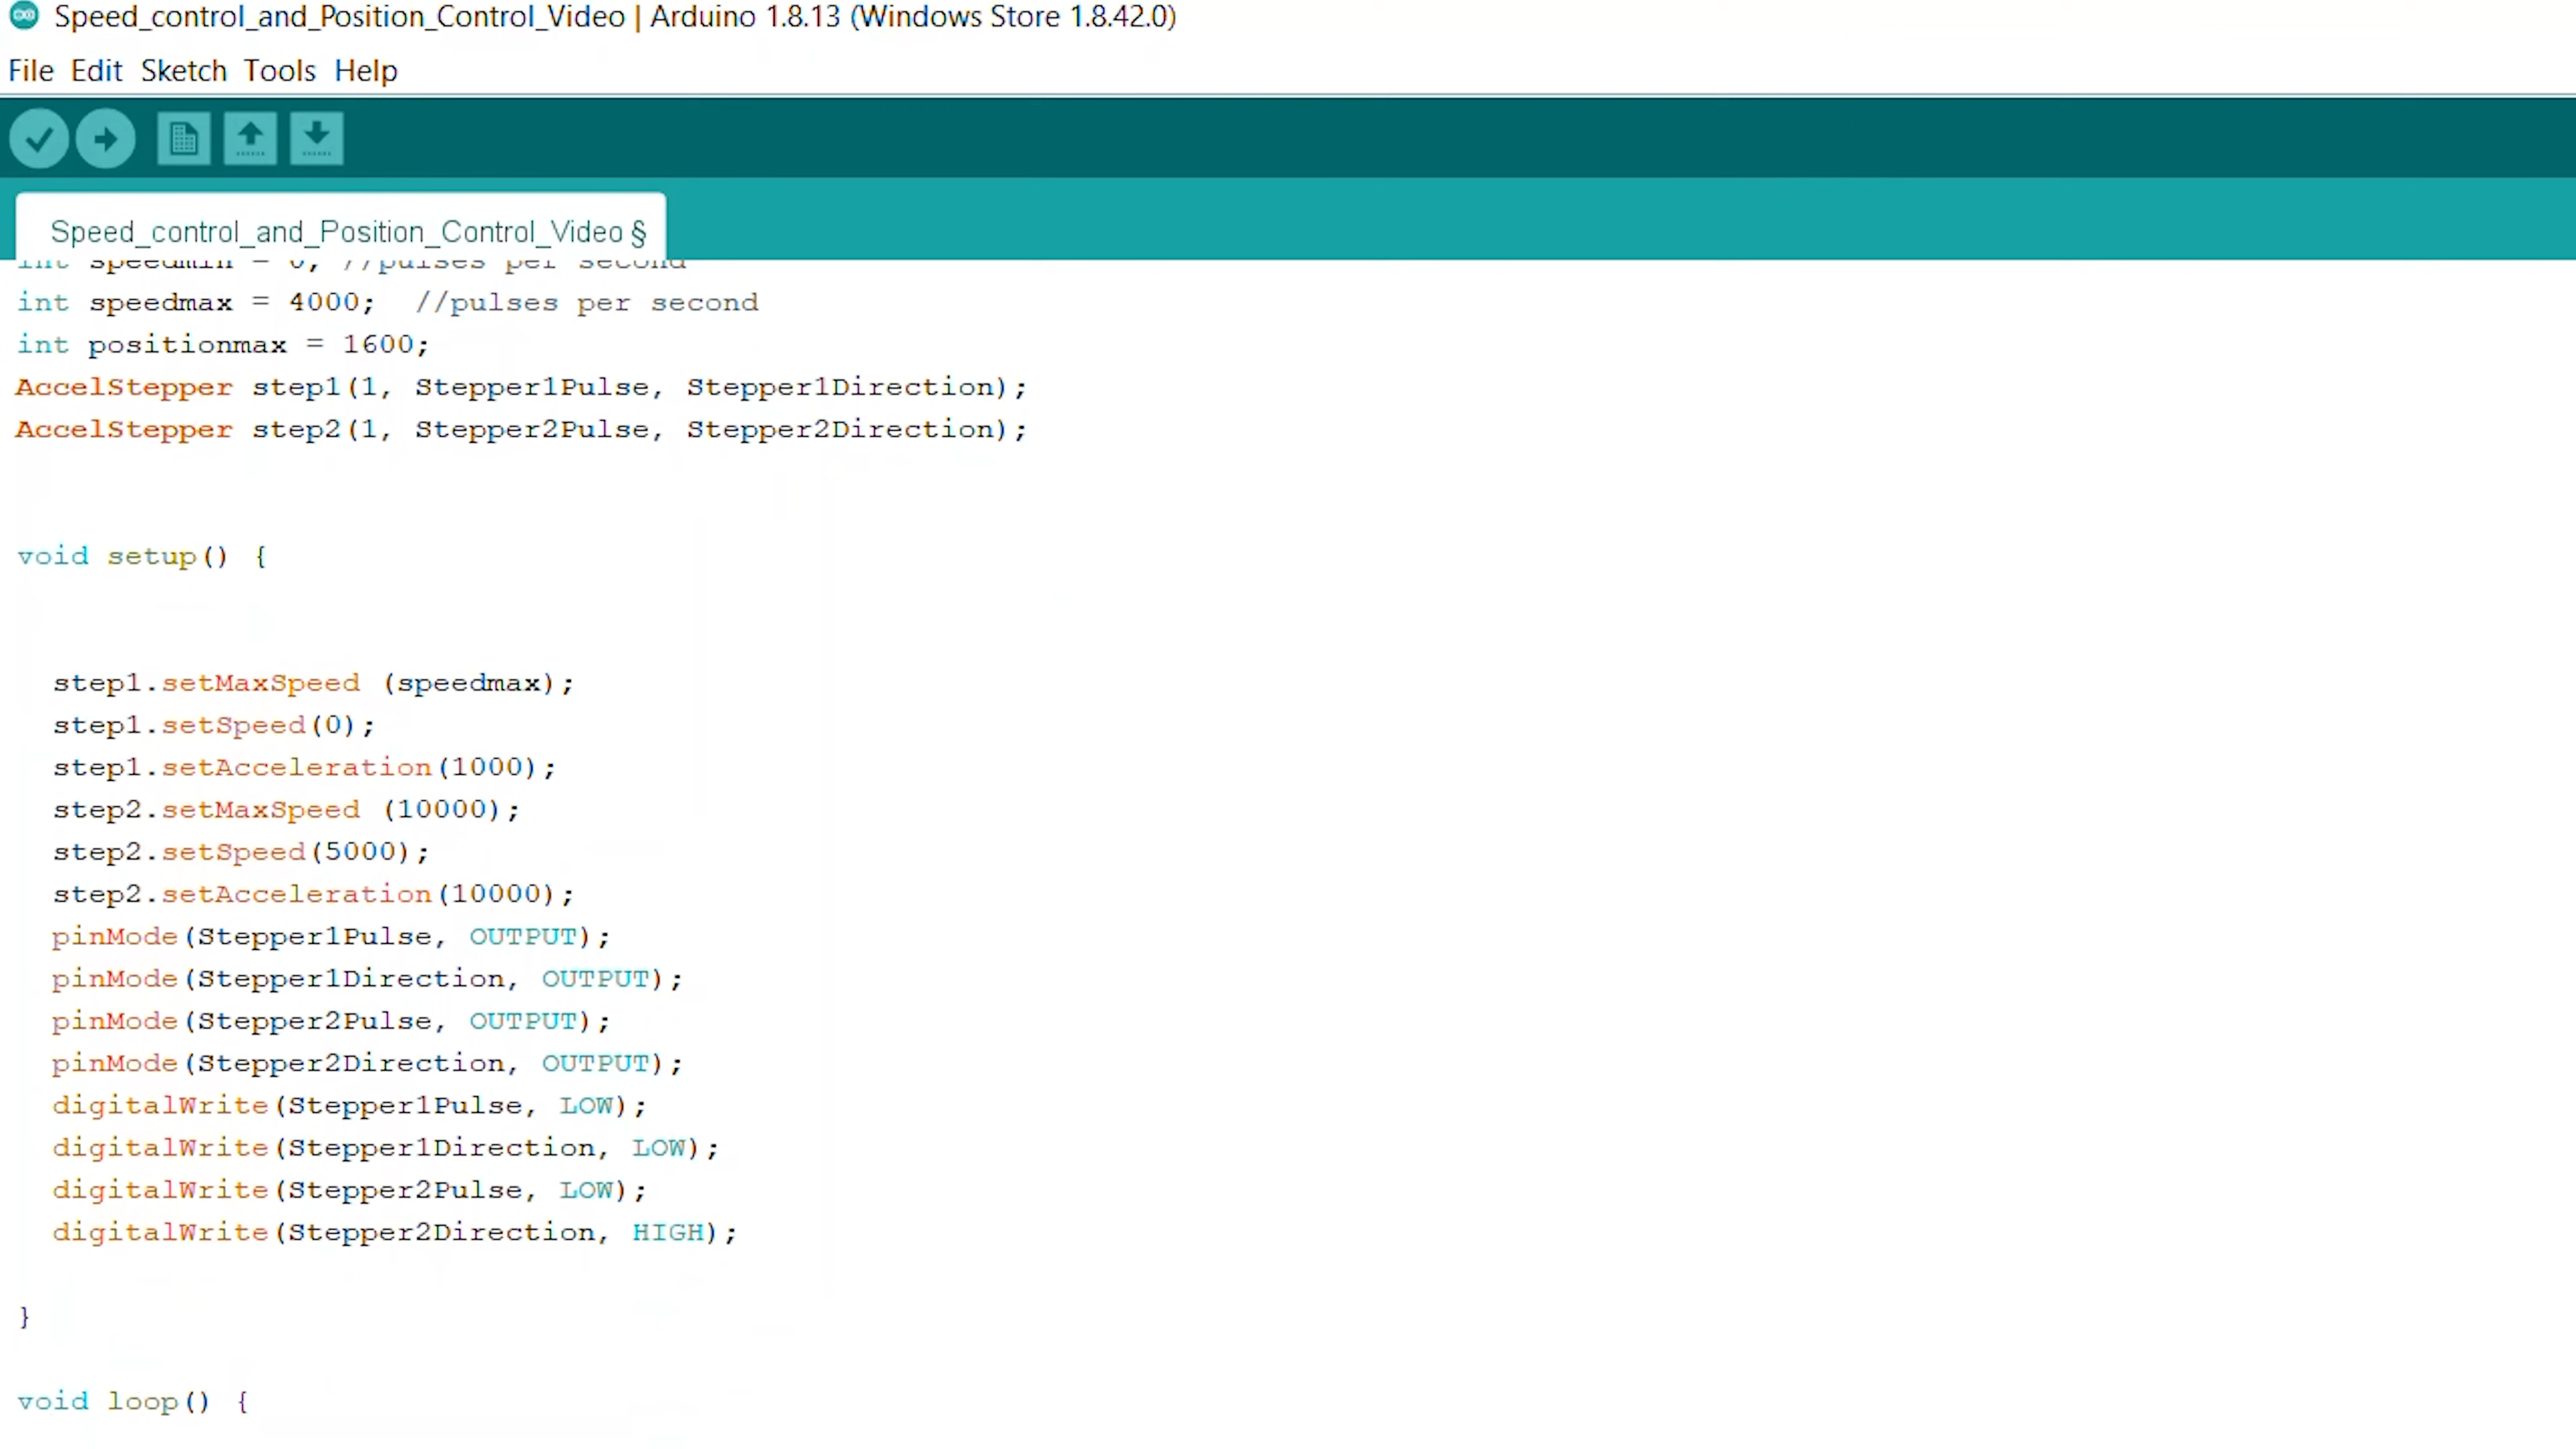 Speed_control_and_Position_Control_Video | Arduino 1.8.13 (Windows Store 1.8.42.0)
File Edit Sketch Tools Help
Speed_control_and_Position_Control_Video §
int speedmin = 0; //pulses per second
int speedmax = 4000;  //pulses per second
int positionmax = 1600;
AccelStepper step1(1, Stepper1Pulse, Stepper1Direction);
AccelStepper step2(1, Stepper2Pulse, Stepper2Direction);
void setup() {
step1.setMaxSpeed (speedmax);
step1.setSpeed(0);
step1.setAcceleration(1000);
step2.setMaxSpeed (10000);
step2.setSpeed(5000);
step2.setAcceleration(10000);
pinMode(Stepper1Pulse, OUTPUT);
pinMode(Stepper1Direction, OUTPUT);
pinMode(Stepper2Pulse, OUTPUT);
pinMode(Stepper2Direction, OUTPUT);
digitalWrite(Stepper1Pulse, LOW);
digitalWrite(Stepper1Direction, LOW);
digitalWrite(Stepper2Pulse, LOW);
digitalWrite(Stepper2Direction, HIGH);
}
void loop() {